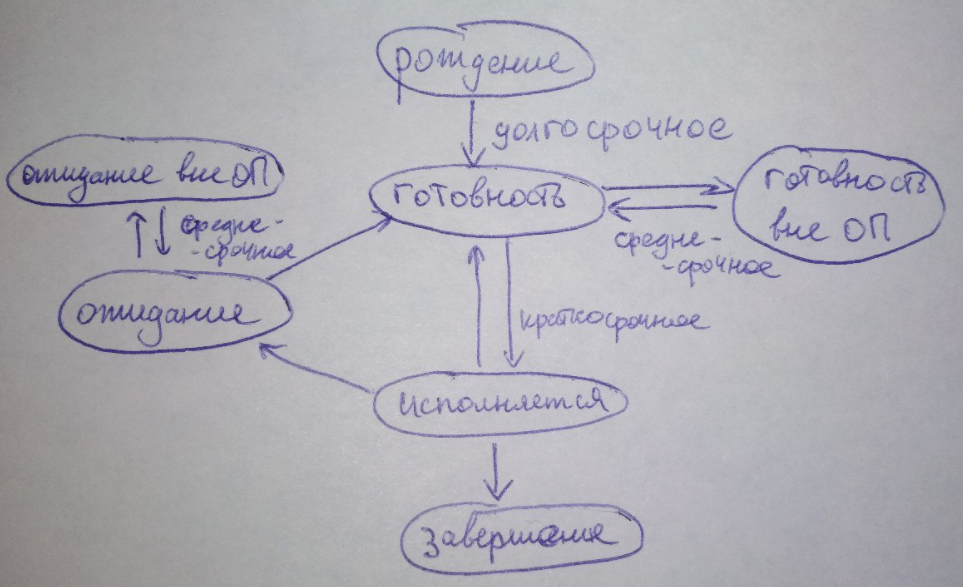 рождение
долгосрочное
ожидание вне ОП
готовность
готовность
вне ОП
средне-
-срочное
средне-
-срочное
ожидание
краткосрочное
исполняется
завершение